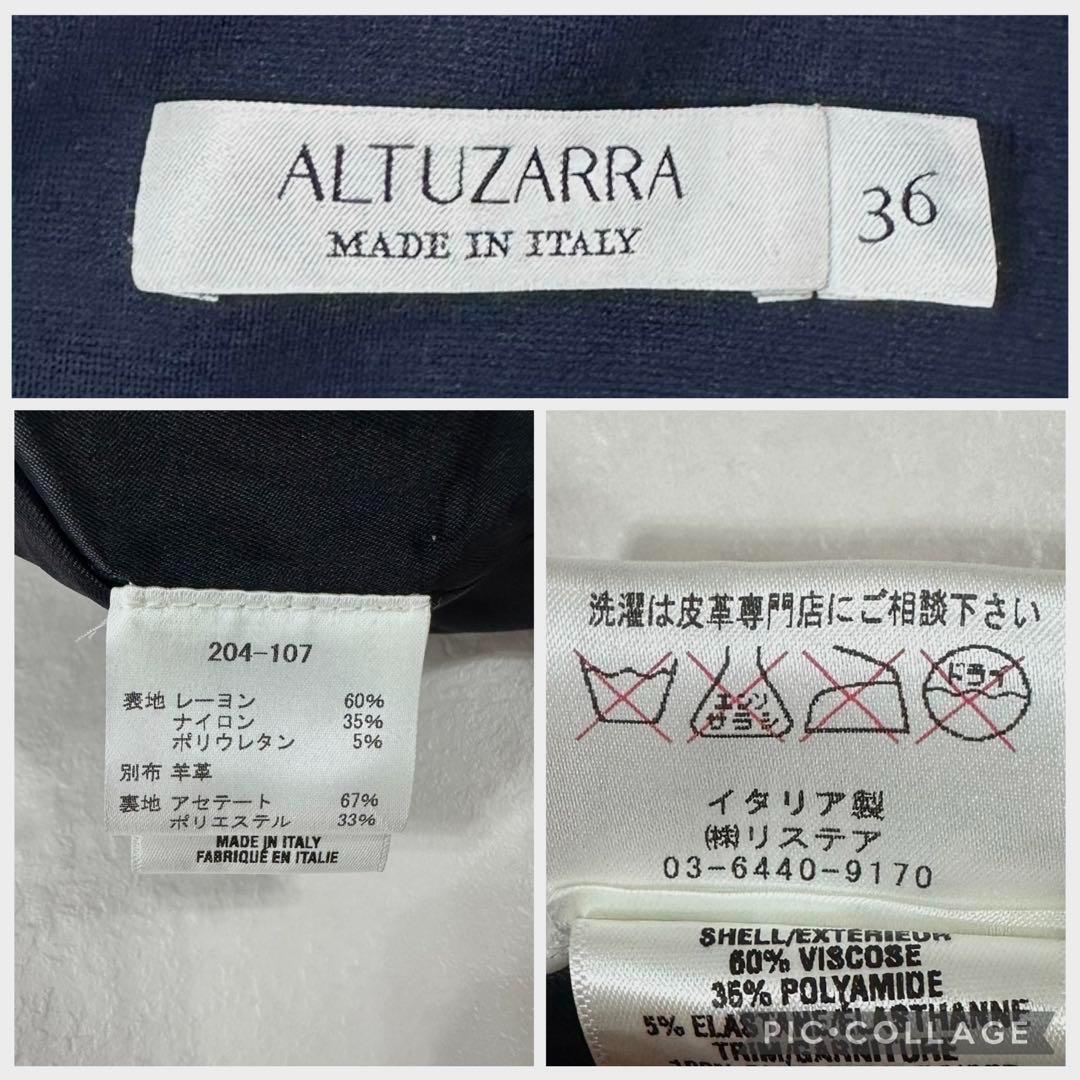 ALTUZARRA
MADE IN ITALY
36
204-107
裏地 レーヨン 60%
ナイロン 35%
ポリウレタン 5%
別布 羊革
裏地 アセテート 67%
ポリエステル 33%
MADE IN ITALY
FABRIQUÉ EN ITALIE
洗濯は皮革専門店にご相談下さい
エンソ
サラシ
ドライ
イタリア製
㈱リステア
03-6440-9170
SHELL/EXTERIEUR
60% VISCOSE
35% POLYAMIDE
5% ELASTANE/ELASTHANNE
TRIM/GARNITURE
PIC•COLLAGE